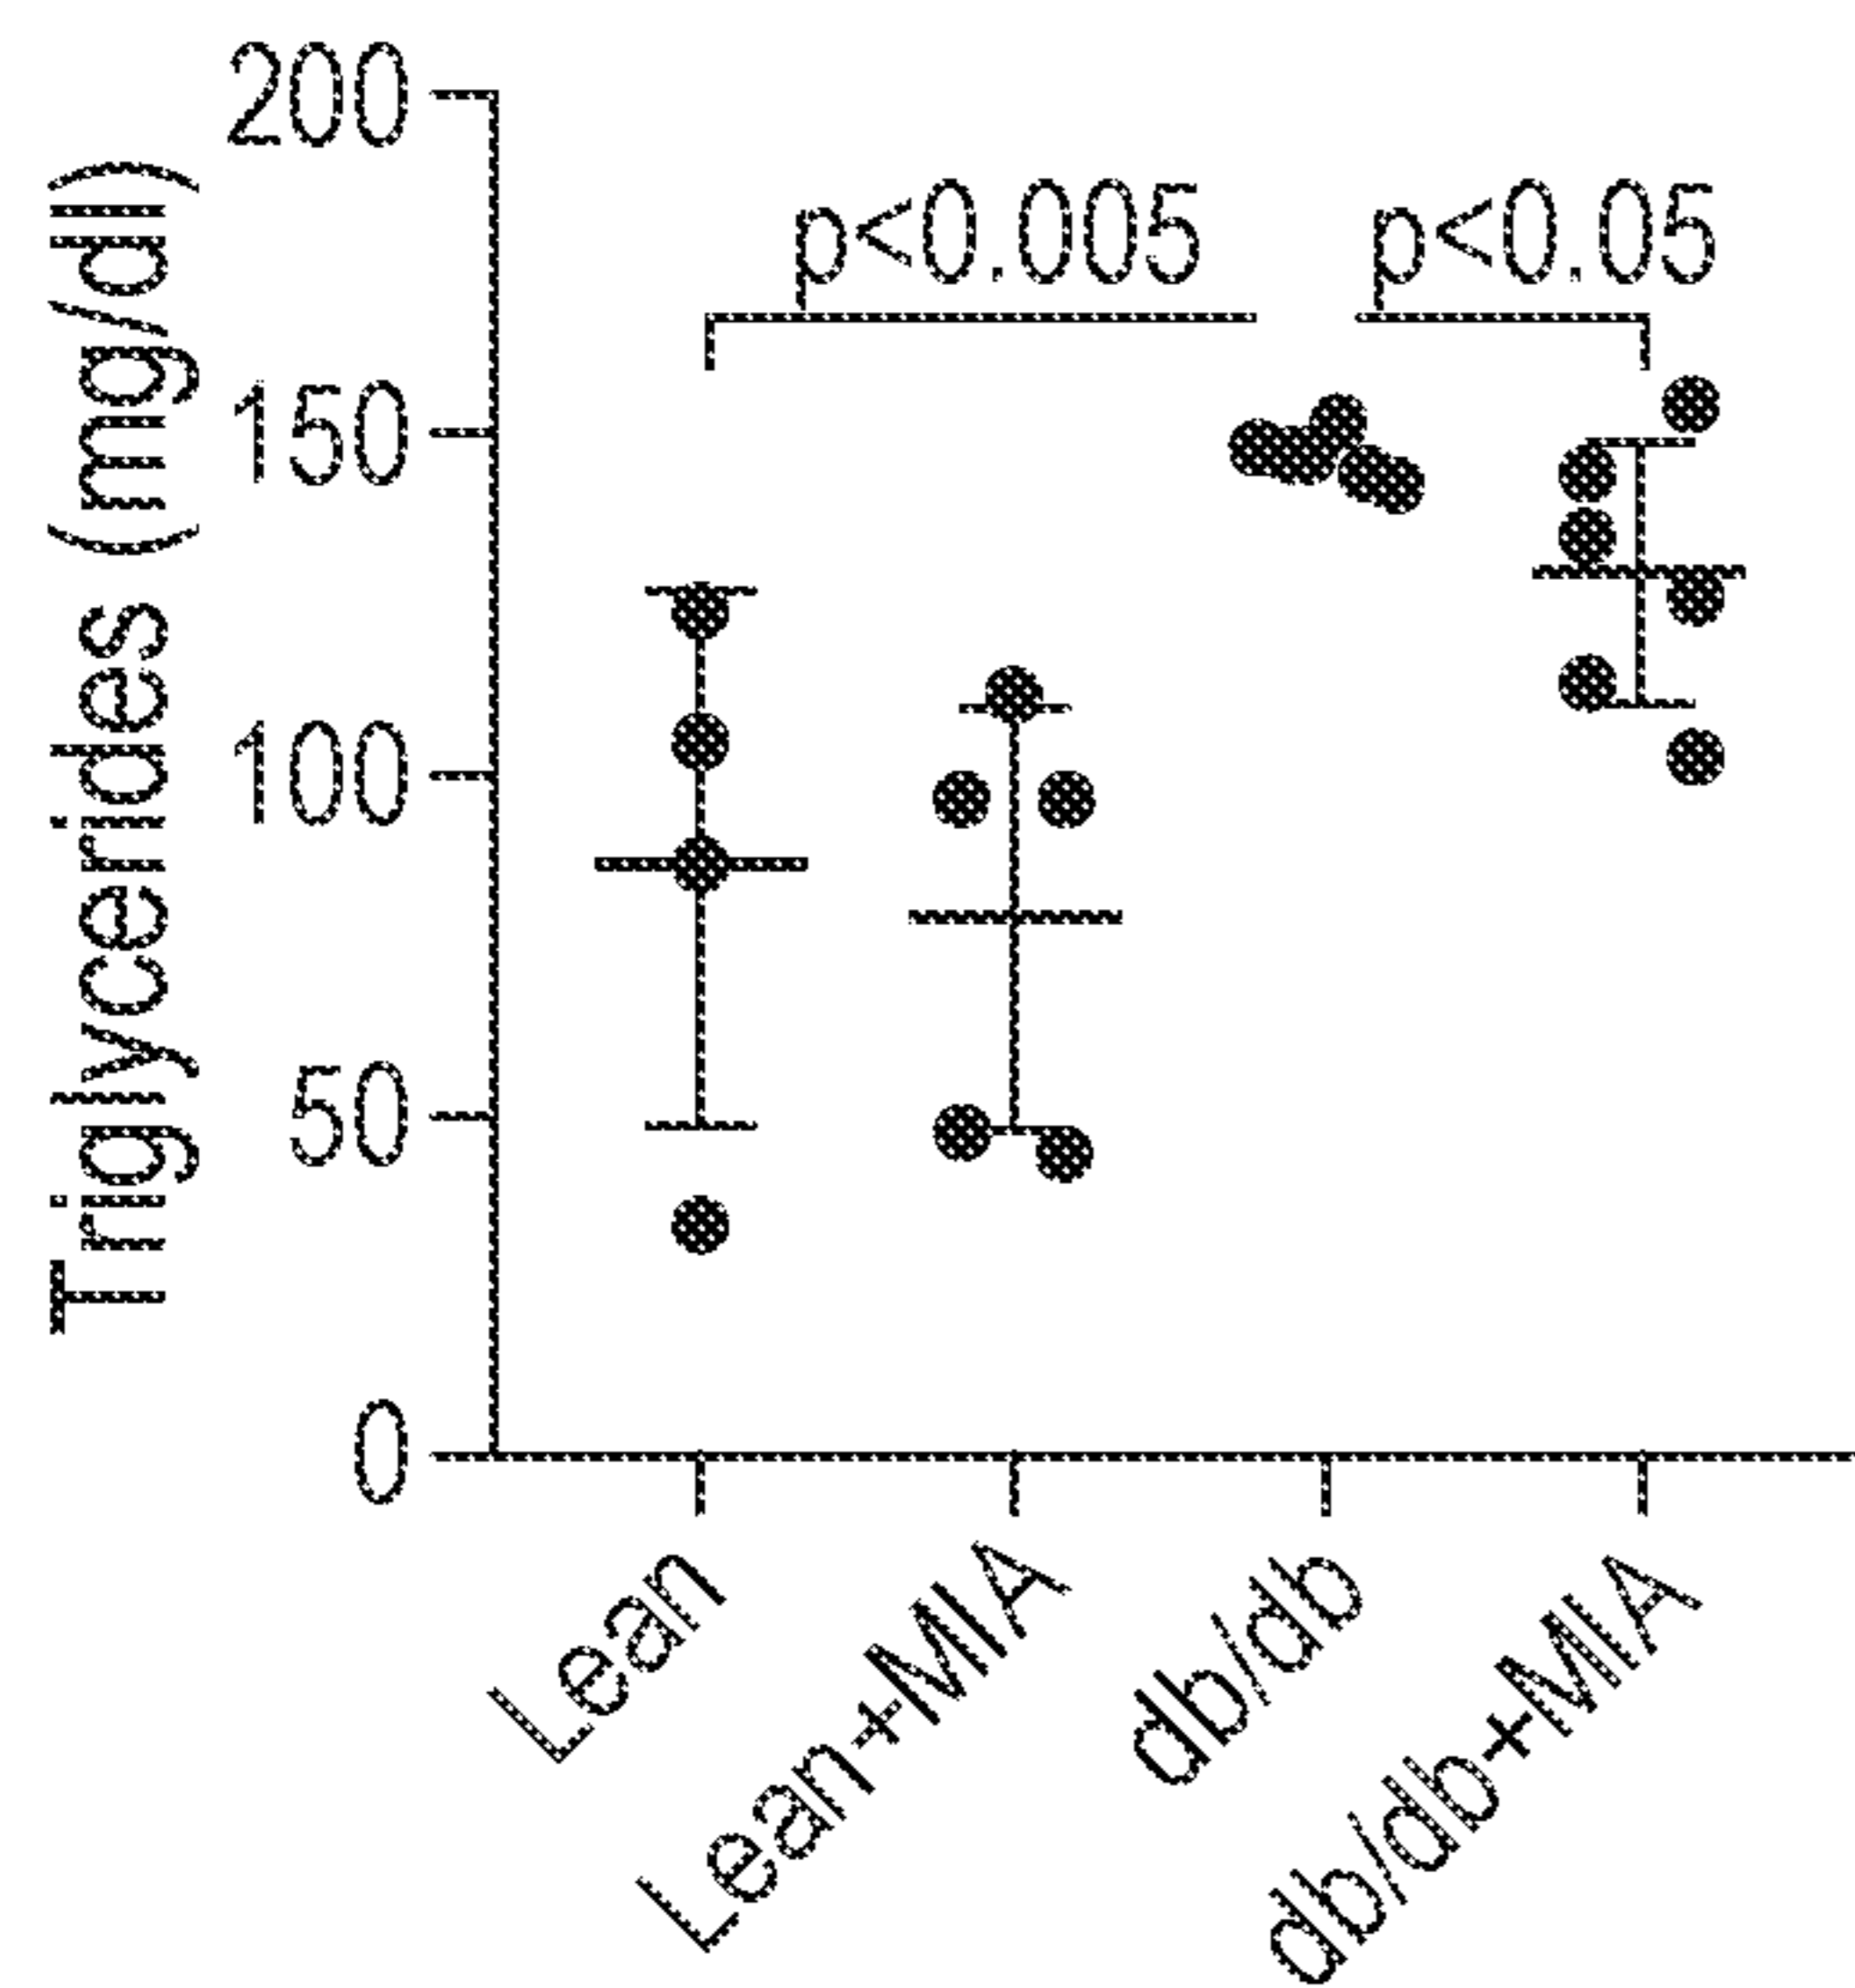 Triglycerides (mg/dl)
200
150
100
50
0
p<0.005
p<0.05
Lean
Lean+MIA
db/db
db/db+MIA